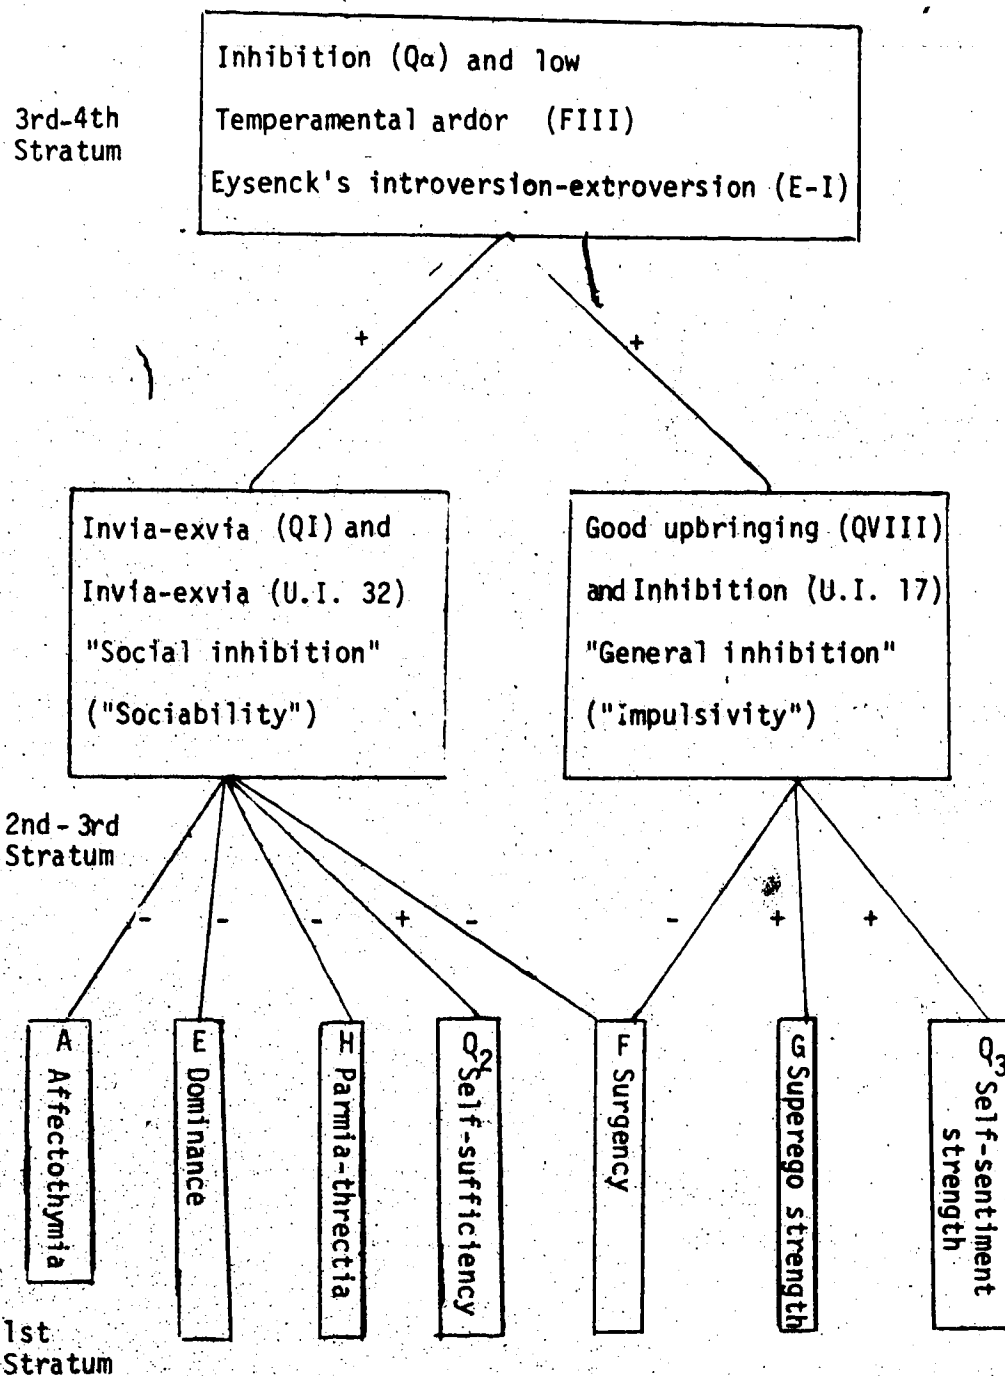 Inhibition (Qα) and low
3rd-4th
Stratum
Temperamental ardor (FIII)
Eysenck's introversion-extroversion (E-I)
+
+
Invia-exvia (QI) and
Invia-exvia (U.I. 32)
"Social inhibition"
("Sociability")
Good upbringing (QVIII)
and Inhibition (U.I. 17)
"General inhibition"
("Impulsivity")
2nd-3rd
Stratum
-
-
-
+
-
-
+
+
A Affectothymia
E Dominance
H Parmia-threctia
Q2 Self-sufficiency
F Surgency
G Superego strength
Q3 Self-sentiment
strength
1st
Stratum